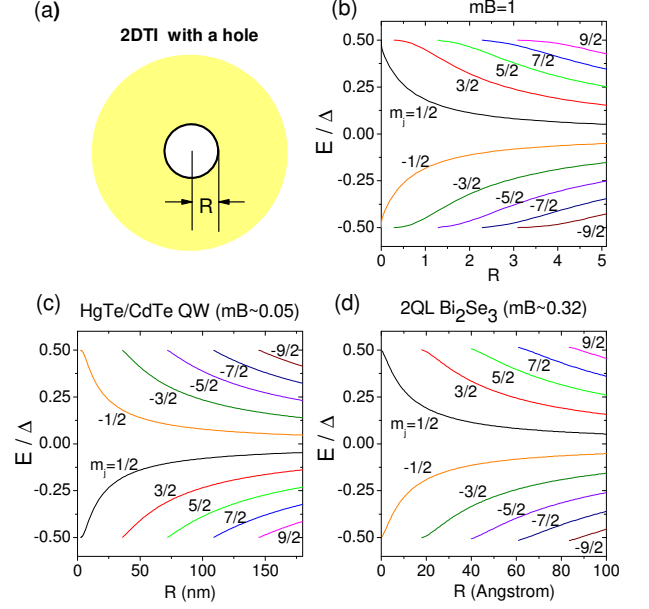 (a)
2DTI with a hole
R
(b)
mB=1
E / Δ
0.50
0.25
0.00
-0.25
-0.50
9/2
7/2
5/2
3/2
mj=1/2
-1/2
-3/2
-5/2
-7/2
-9/2
0 1 2 3 4 5
R
(c)
HgTe/CdTe QW (mB~0.05)
E / Δ
0.50
0.25
0.00
-0.25
-0.50
-9/2
-7/2
-5/2
-3/2
-1/2
mj=1/2
3/2
5/2
7/2
9/2
0 50 100 150
R (nm)
(d)
2QL Bi2Se3 (mB~0.32)
E / Δ
0.50
0.25
0.00
-0.25
-0.50
9/2
7/2
5/2
3/2
mj=1/2
-1/2
-3/2
-5/2
-7/2
-9/2
0 20 40 60 80 100
R (Angstrom)